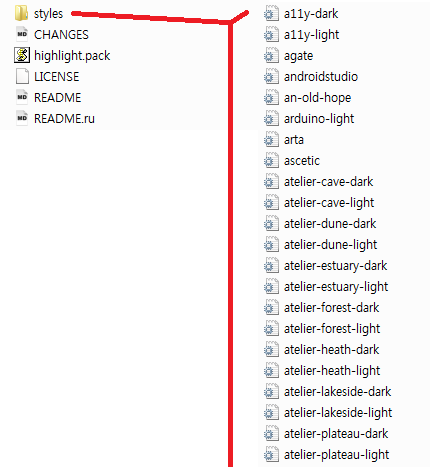 styles
CHANGES
highlight.pack
LICENSE
README
README.ru
a11y-dark
a11y-light
agate
androidstudio
an-old-hope
arduino-light
arta
ascetic
atelier-cave-dark
atelier-cave-light
atelier-dune-dark
atelier-dune-light
atelier-estuary-dark
atelier-estuary-light
atelier-forest-dark
atelier-forest-light
atelier-heath-dark
atelier-heath-light
atelier-lakeside-dark
atelier-lakeside-light
atelier-plateau-dark
atelier-plateau-light